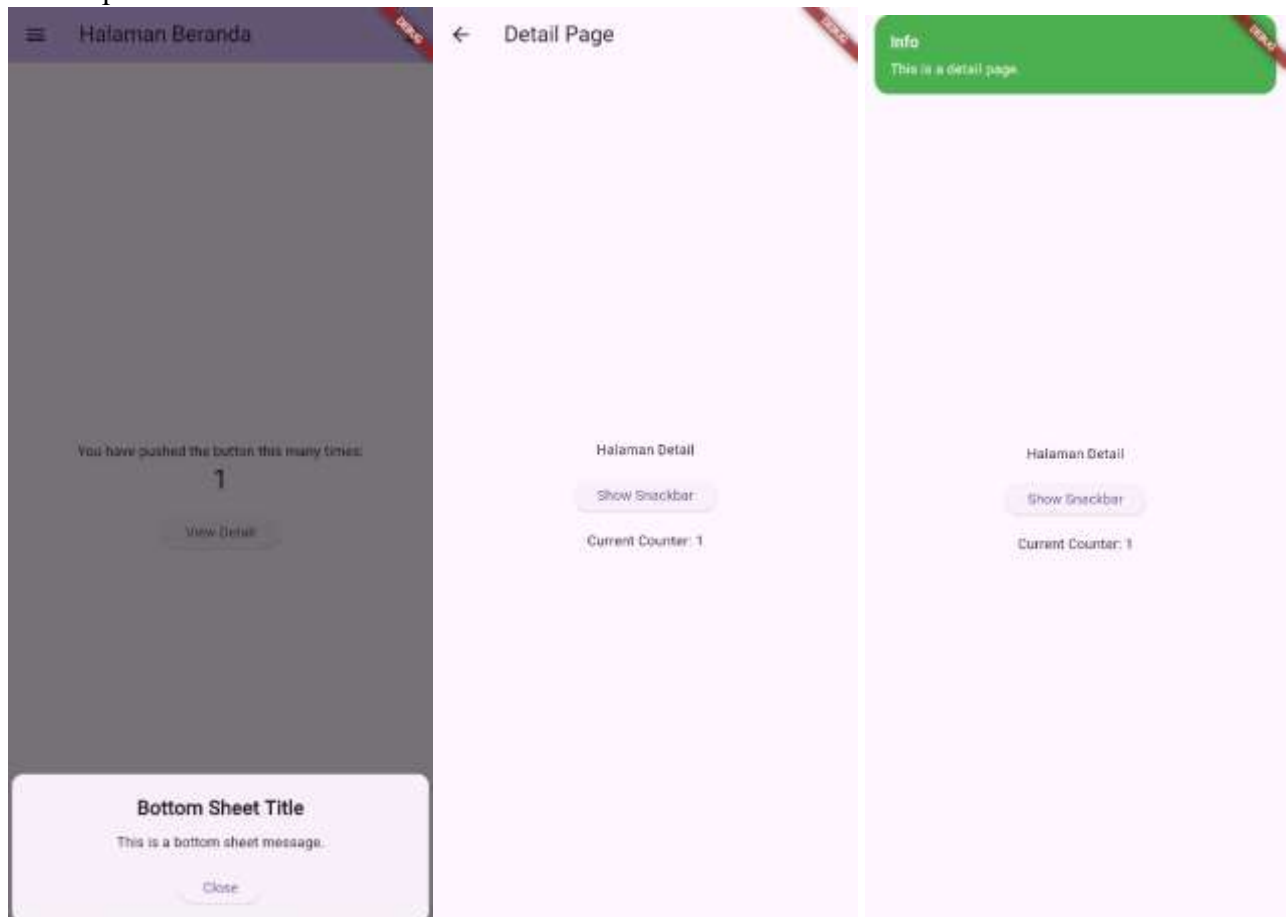 Halaman Beranda
DEBUG
You have pushed the button this many times:
1
View Detail
Bottom Sheet Title
This is a bottom sheet message.
Close
Detail Page
DEBUG
Halaman Detail
Show Snackbar
Current Counter: 1
Info
This is a detail page.
DEBUG
Halaman Detail
Show Snackbar
Current Counter: 1